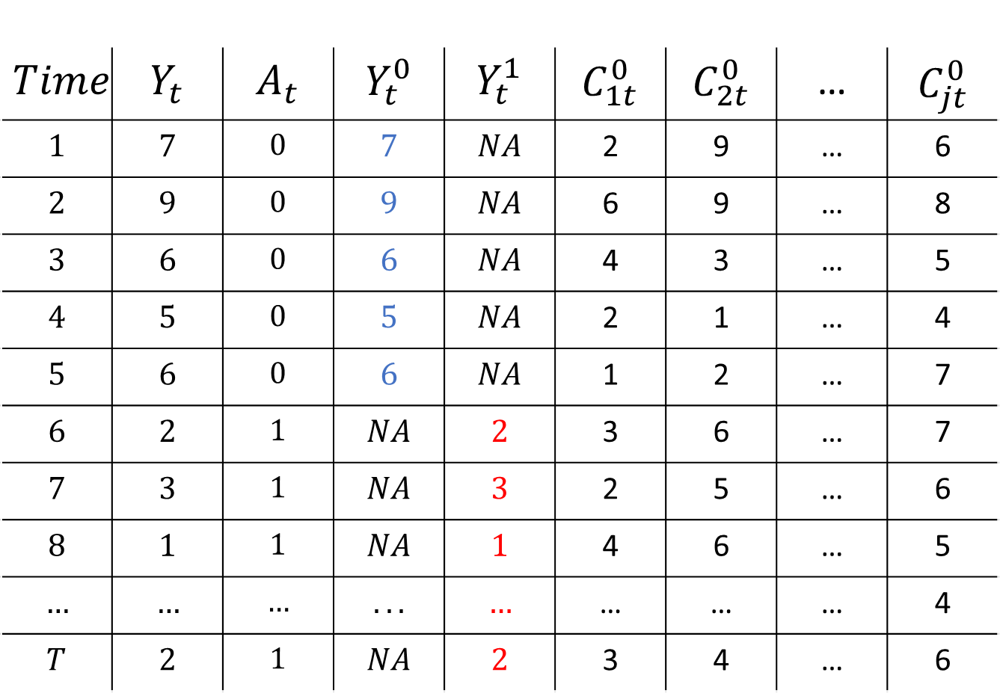 Time Y_t A_t Y_t^0 Y_t^1 C_{1t}^0 C_{2t}^0 ... C_{jt}^0
1 7 0 7 NA 2 9 ... 6
2 9 0 9 NA 6 9 ... 8
3 6 0 6 NA 4 3 ... 5
4 5 0 5 NA 2 1 ... 4
5 6 0 6 NA 1 2 ... 7
6 2 1 NA 2 3 6 ... 7
7 3 1 NA 3 2 5 ... 6
8 1 1 NA 1 4 6 ... 5
... ... ... ... ... ... ... ... 4
T 2 1 NA 2 3 4 ... 6